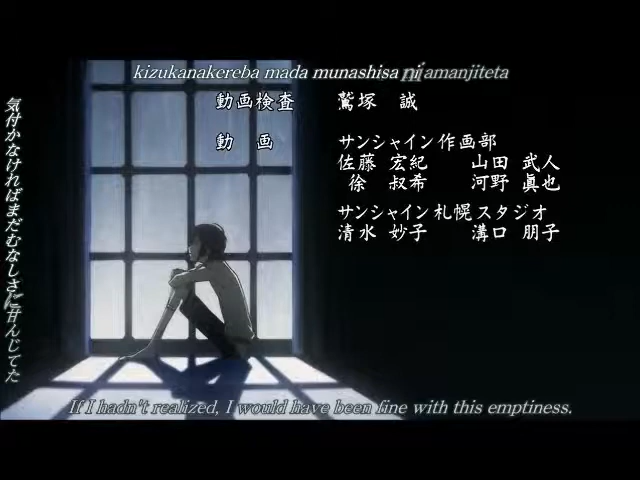 kizukanakereba mada munashisa ni amanjiteta
動画検査　鷲塚　誠
動　画　サンシャイン作画部
佐藤 宏紀　山田 武人
徐　叔希　河野 眞也
サンシャイン札幌スタジオ
清水 妙子　溝口 朋子
気付かなければまだむなしさに甘んじてた
If I hadn't realized, I would have been fine with this emptiness.